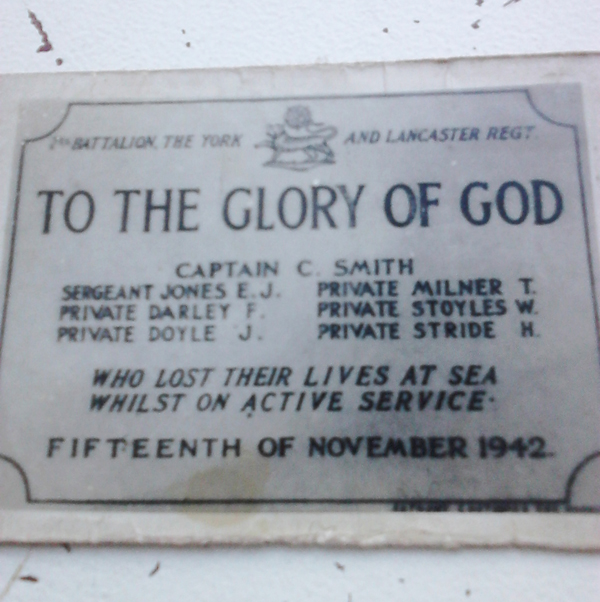 2ND BATTALION, THE YORK AND LANCASTER REGT.
TO THE GLORY OF GOD
CAPTAIN C. SMITH
SERGEANT JONES E.J. PRIVATE MILNER T.
PRIVATE DARLEY F. PRIVATE STOYLES W.
PRIVATE DOYLE J. PRIVATE STRIDE H.
WHO LOST THEIR LIVES AT SEA
WHILST ON ACTIVE SERVICE.
FIFTEENTH OF NOVEMBER 1942.